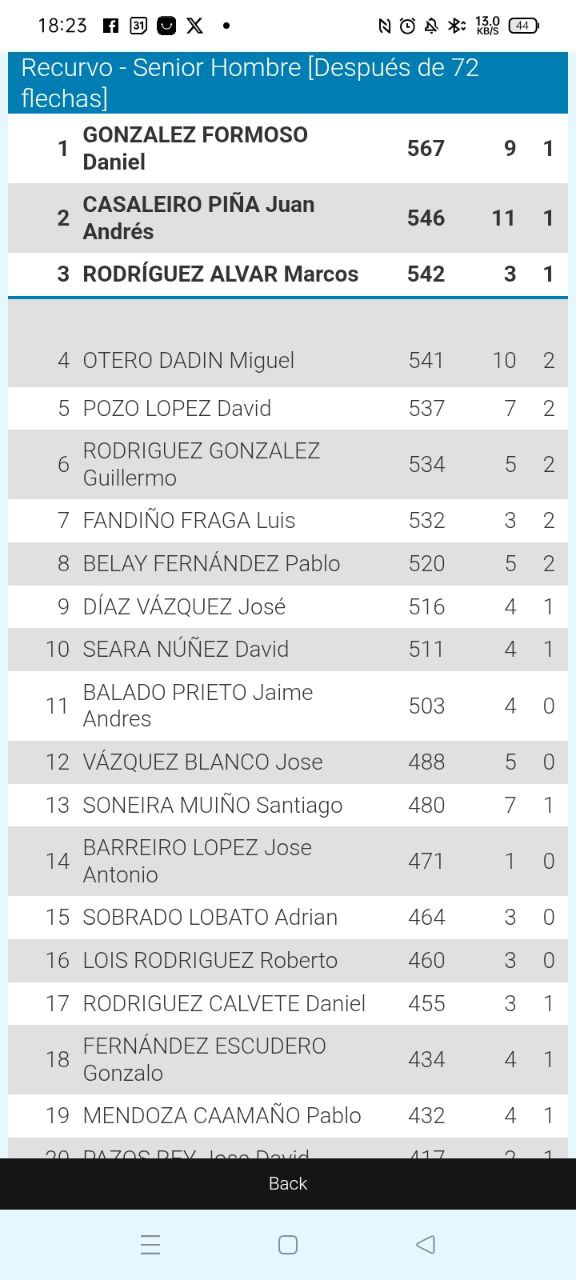 18:23 31 X 13.0 KB/S 44
Recurvo - Senior Hombre [Después de 72
flechas]
1 GONZALEZ FORMOSO
Daniel 567 9 1
2 CASALEIRO PIÑA Juan
Andrés 546 11 1
3 RODRÍGUEZ ALVAR Marcos 542 3 1
4 OTERO DADIN Miguel 541 10 2
5 POZO LOPEZ David 537 7 2
6 RODRIGUEZ GONZALEZ
Guillermo 534 5 2
7 FANDIÑO FRAGA Luis 532 3 2
8 BELAY FERNÁNDEZ Pablo 520 5 2
9 DÍAZ VÁZQUEZ José 516 4 1
10 SEARA NÚÑEZ David 511 4 1
11 BALADO PRIETO Jaime
Andres 503 4 0
12 VÁZQUEZ BLANCO Jose 488 5 0
13 SONEIRA MUIÑO Santiago 480 7 1
14 BARREIRO LOPEZ Jose
Antonio 471 1 0
15 SOBRADO LOBATO Adrian 464 3 0
16 LOIS RODRIGUEZ Roberto 460 3 0
17 RODRIGUEZ CALVETE Daniel 455 3 1
18 FERNÁNDEZ ESCUDERO
Gonzalo 434 4 1
19 MENDOZA CAAMAÑO Pablo 432 4 1
20 PAZOS REY Jose David 417 2 1
Back